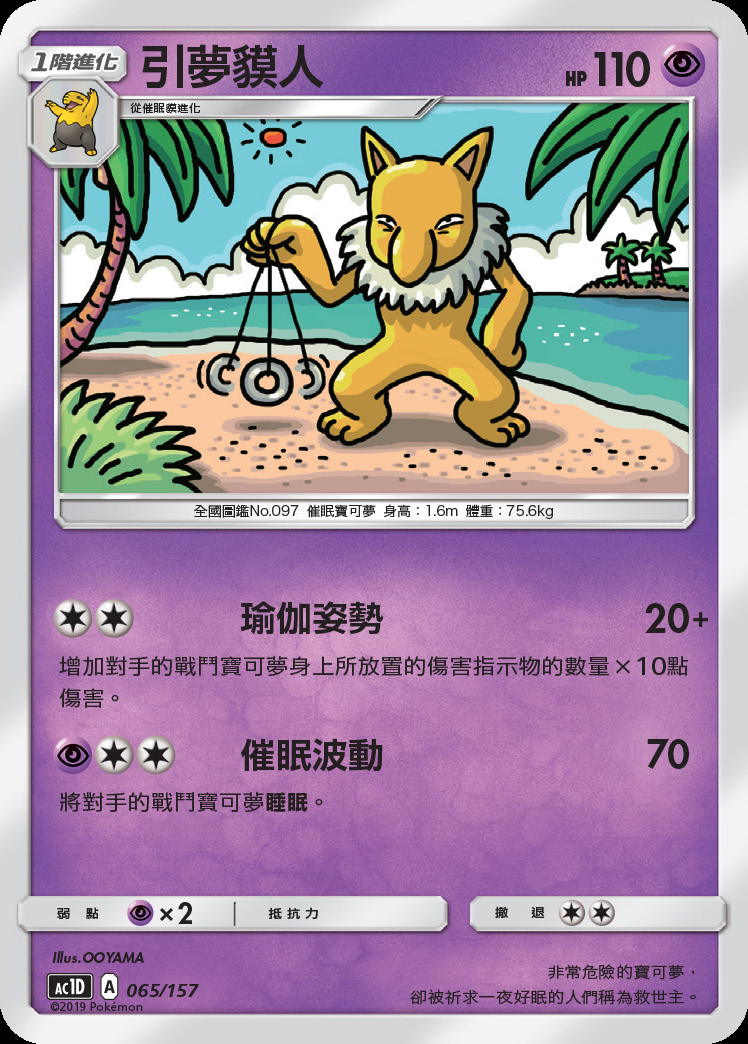 1階進化
引夢貘人
HP 110
從催眠貘進化
全國圖鑑No.097 催眠寶可夢 身高：1.6m 體重：75.6kg
瑜伽姿勢 20+
增加對手的戰鬥寶可夢身上所放置的傷害指示物的數量×10點
傷害。
催眠波動 70
將對手的戰鬥寶可夢睡眠。
弱點 ×2 抵抗力 撤退
Illus.OOYAMA
AC1D A 065/157
©2019 Pokémon
非常危險的寶可夢，
卻被祈求一夜好眠的人們稱為救世主。